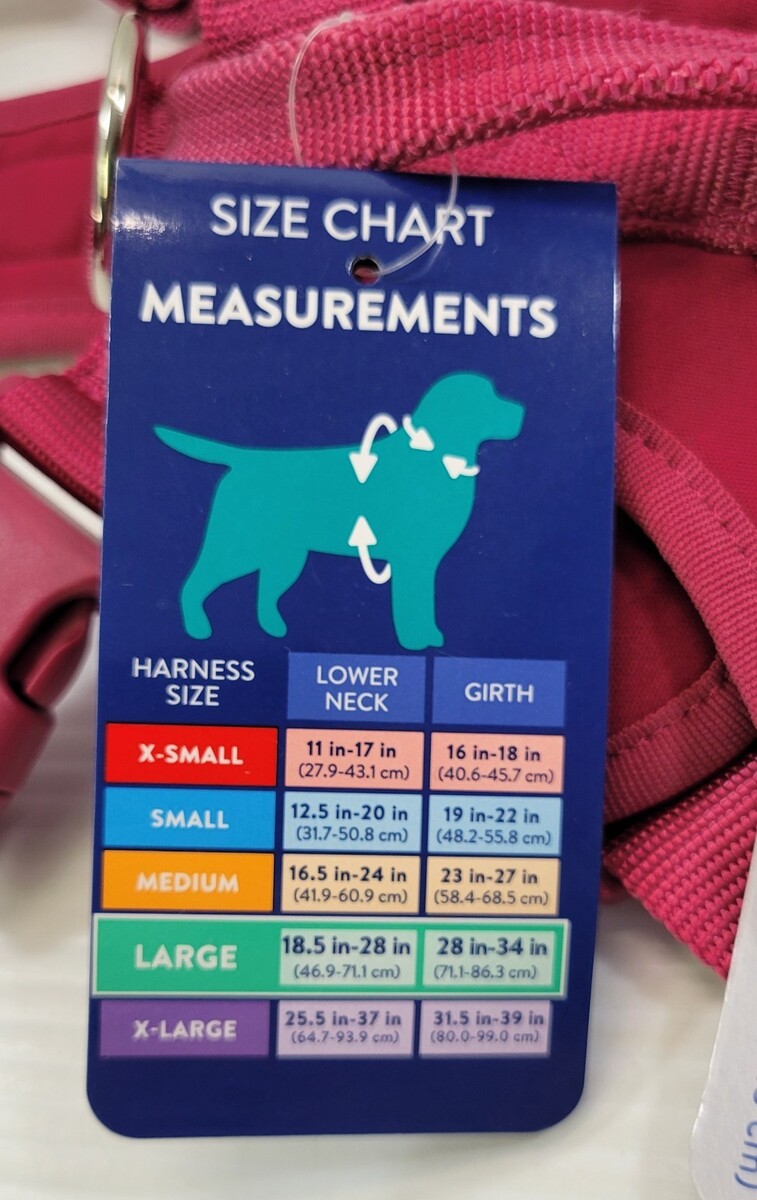 SIZE CHART
MEASUREMENTS
HARNESS SIZE
LOWER NECK
GIRTH
X-SMALL
11 in-17 in
(27.9-43.1 cm)
16 in-18 in
(40.6-45.7 cm)
SMALL
12.5 in-20 in
(31.7-50.8 cm)
19 in-22 in
(48.2-55.8 cm)
MEDIUM
16.5 in-24 in
(41.9-60.9 cm)
23 in-27 in
(58.4-68.5 cm)
LARGE
18.5 in-28 in
(46.9-71.1 cm)
28 in-34 in
(71.1-86.3 cm)
X-LARGE
25.5 in-37 in
(64.7-93.9 cm)
31.5 in-39 in
(80.0-99.0 cm)
cm)